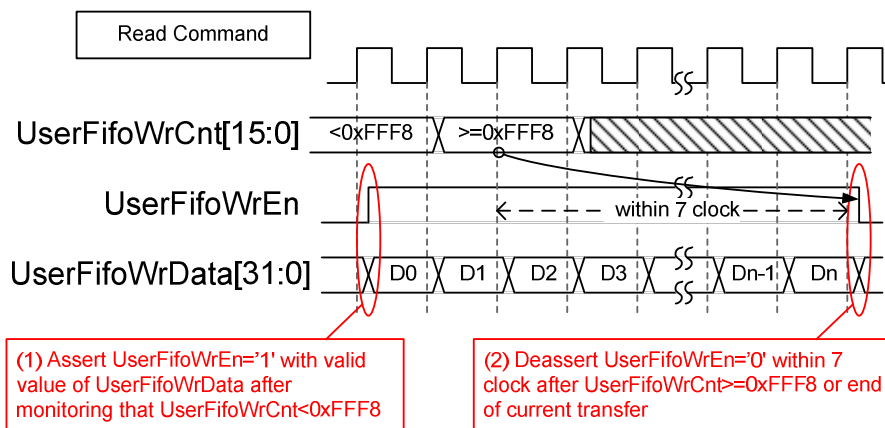 Read Command
UserFifoWrCnt[15:0]
<0xFFF8
>=0xFFF8
UserFifoWrEn
within 7 clock
UserFifoWrData[31:0]
D0
D1
D2
D3
Dn-1
Dn
(1) Assert UserFifoWrEn='1' with valid
value of UserFifoWrData after
monitoring that UserFifoWrCnt<0xFFF8
(2) Deassert UserFifoWrEn='0' within 7
clock after UserFifoWrCnt>=0xFFF8 or end
of current transfer